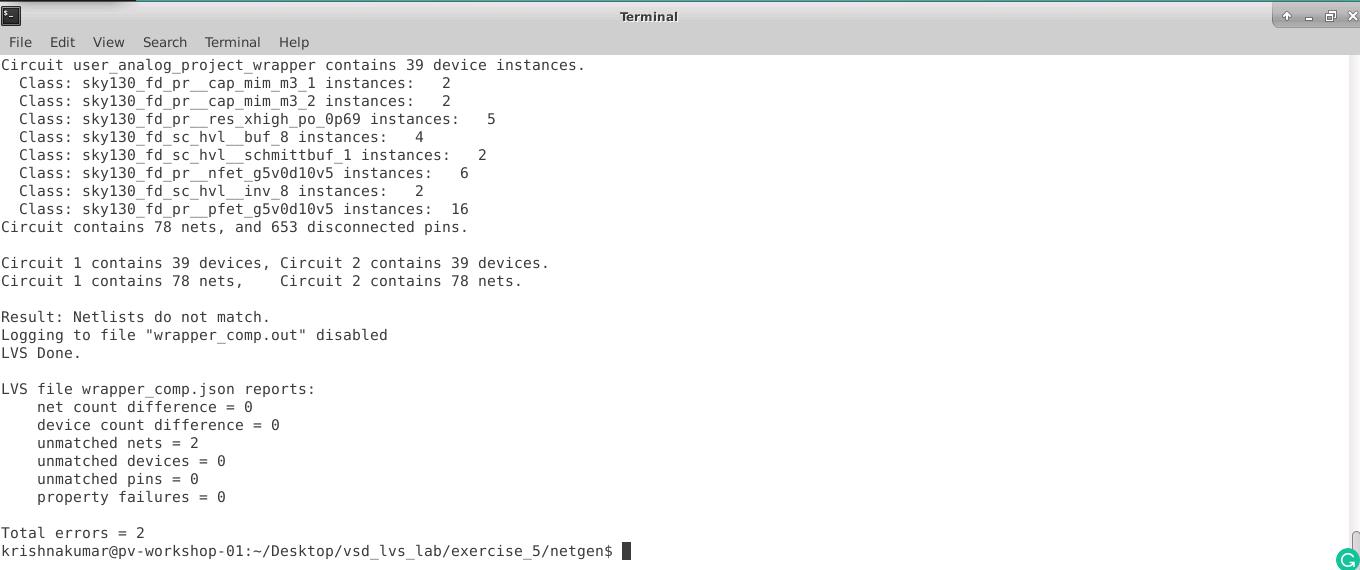 Terminal
File Edit View Search Terminal Help
Circuit user_analog_project_wrapper contains 39 device instances.
  Class: sky130_fd_pr__cap_mim_m3_1 instances:   2
  Class: sky130_fd_pr__cap_mim_m3_2 instances:   2
  Class: sky130_fd_pr__res_xhigh_po_0p69 instances:   5
  Class: sky130_fd_sc_hvl__buf_8 instances:   4
  Class: sky130_fd_sc_hvl__schmittbuf_1 instances:   2
  Class: sky130_fd_pr__nfet_g5v0d10v5 instances:   6
  Class: sky130_fd_sc_hvl__inv_8 instances:   2
  Class: sky130_fd_pr__pfet_g5v0d10v5 instances:  16
Circuit contains 78 nets, and 653 disconnected pins.
Circuit 1 contains 39 devices, Circuit 2 contains 39 devices.
Circuit 1 contains 78 nets,    Circuit 2 contains 78 nets.
Result: Netlists do not match.
Logging to file "wrapper_comp.out" disabled
LVS Done.
LVS file wrapper_comp.json reports:
    net count difference = 0
    device count difference = 0
    unmatched nets = 2
    unmatched devices = 0
    unmatched pins = 0
    property failures = 0
Total errors = 2
krishnakumar@pv-workshop-01:~/Desktop/vsd_lvs_lab/exercise_5/netgen$